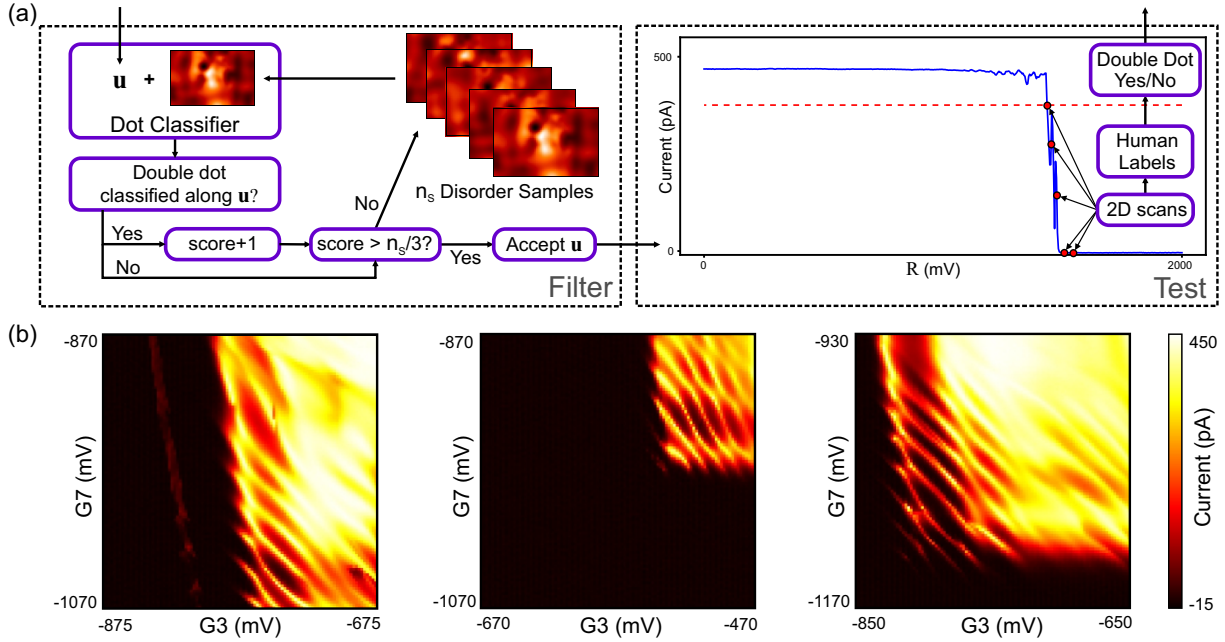 (a)
u + 
Dot Classifier
Double dot
classified along u?
Yes
No
score+1
score > nₛ/3?
No
Yes
Accept u
nₛ Disorder Samples
Filter
500
0
Current (pA)
0
R (mV)
2000
Double Dot
Yes/No
Human
Labels
2D scans
Test
(b)
-870
G7 (mV)
-1070
-875
G3 (mV)
-675
-870
G7 (mV)
-1070
-670
G3 (mV)
-470
-930
G7 (mV)
-1170
-850
G3 (mV)
-650
450
Current (pA)
-15